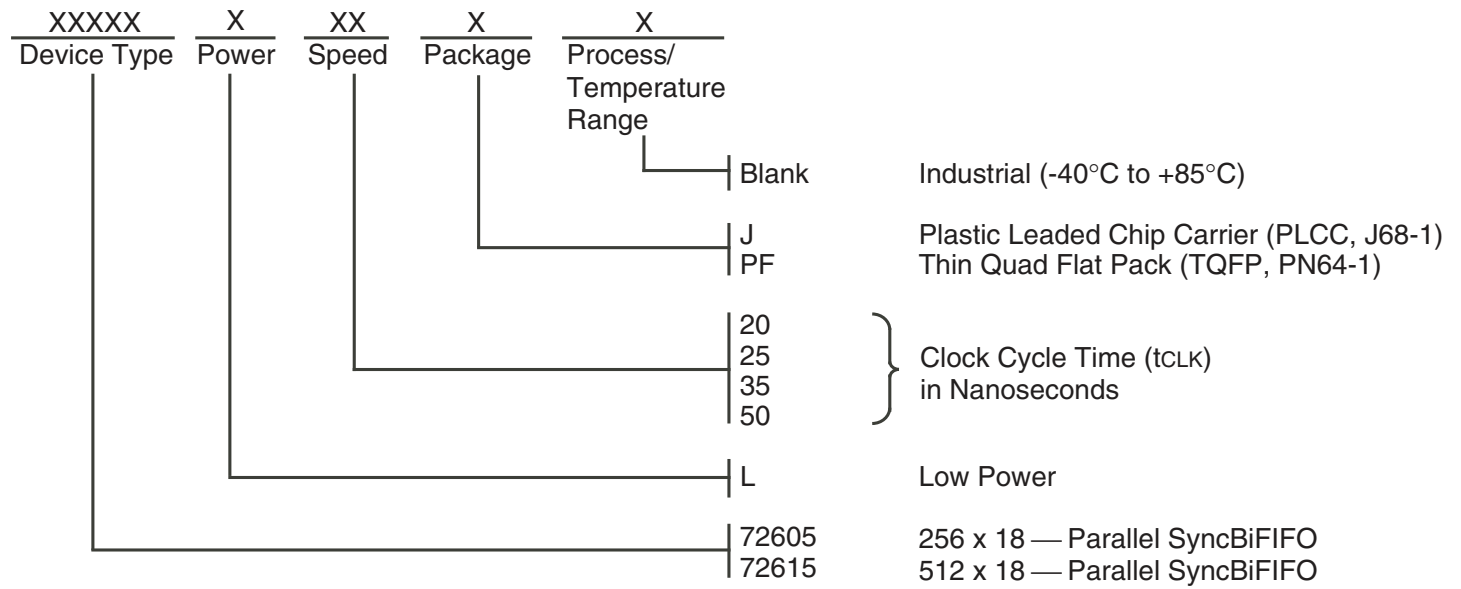 XXXXX X XX X X
Device Type Power Speed Package Process/
Temperature
Range
Blank Industrial (-40°C to +85°C)
J Plastic Leaded Chip Carrier (PLCC, J68-1)
PF Thin Quad Flat Pack (TQFP, PN64-1)
20
25
35
50
Clock Cycle Time (tCLK)
in Nanoseconds
L Low Power
72605 256 x 18 — Parallel SyncBiFIFO
72615 512 x 18 — Parallel SyncBiFIFO